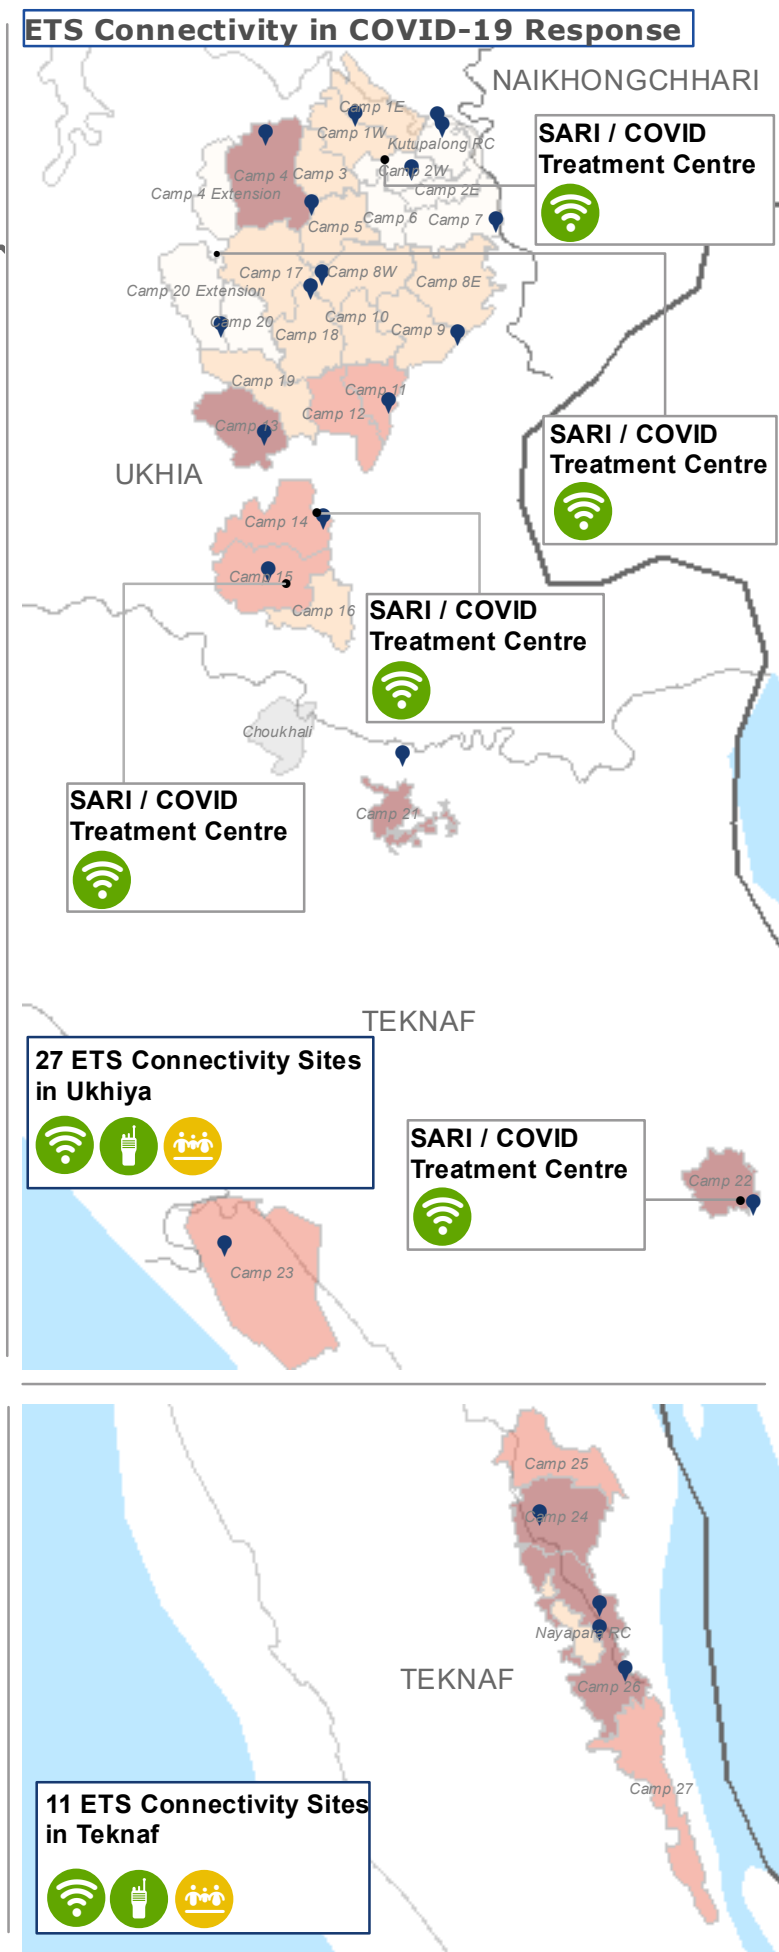 ETS Connectivity in COVID-19 Response
NAIKHONGCHHARI
Camp 1E
Camp 1W
Kutupalong RC
SARI / COVID
Treatment Centre
Camp 4
Camp 3
Camp 2W
Camp 2E
Camp 4 Extension
Camp 5
Camp 6
Camp 7
Camp 17
Camp 8W
Camp 8E
Camp 20 Extension
Camp 20
Camp 10
Camp 18
Camp 9
Camp 19
Camp 11
Camp 12
Camp 13
SARI / COVID
Treatment Centre
UKHIA
Camp 14
Camp 15
Camp 16
SARI / COVID
Treatment Centre
Choukhali
SARI / COVID
Treatment Centre
Camp 21
TEKNAF
27 ETS Connectivity Sites
in Ukhiya
SARI / COVID
Treatment Centre
Camp 22
Camp 23
Camp 25
Camp 24
Nayapara RC
TEKNAF
Camp 26
Camp 27
11 ETS Connectivity Sites
in Teknaf